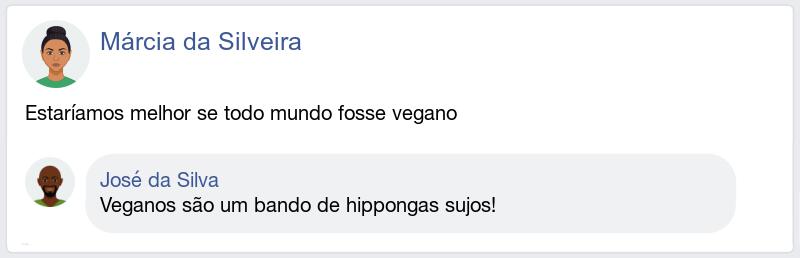 Márcia da Silveira
Estaríamos melhor se todo mundo fosse vegano
José da Silva
Veganos são um bando de hippongas sujos!